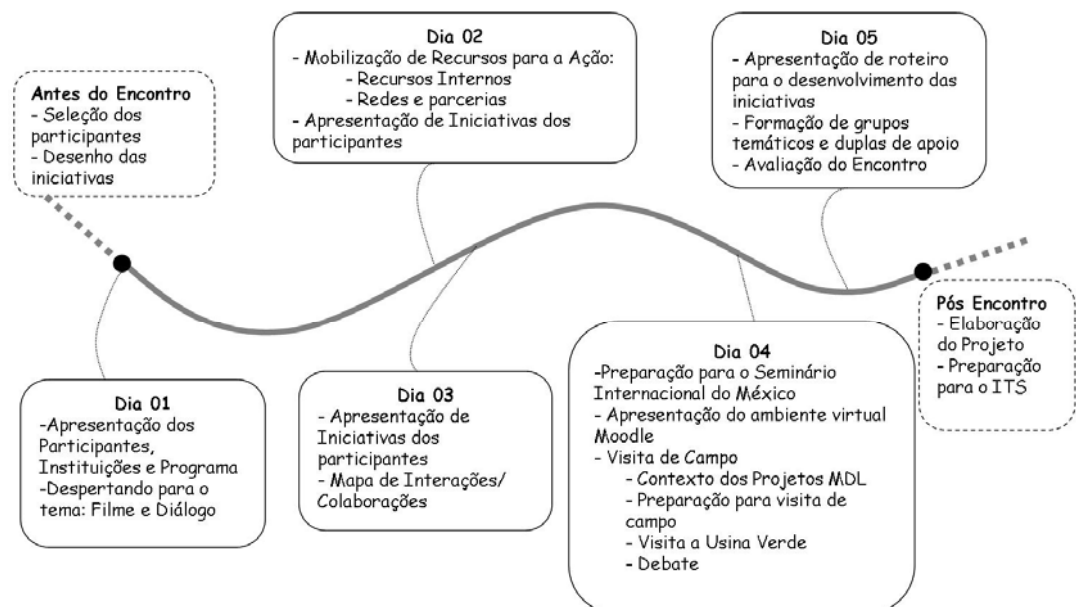 Antes do Encontro
- Seleção dos
participantes
- Desenho das
iniciativas
Dia 01
-Apresentação dos
Participantes,
Instituições e Programa
-Despertando para o
tema: Filme e Diálogo
Dia 02
- Mobilização de Recursos para a Ação:
- Recursos Internos
- Redes e parcerias
- Apresentação de Iniciativas dos
participantes
Dia 03
- Apresentação de
Iniciativas dos
participantes
- Mapa de Interações/
Colaborações
Dia 04
-Preparação para o Seminário
Internacional do México
- Apresentação do ambiente virtual
Moodle
- Visita de Campo
- Contexto dos Projetos MDL
- Preparação para visita de
campo
- Visita a Usina Verde
- Debate
Dia 05
- Apresentação de roteiro
para o desenvolvimento das
iniciativas
- Formação de grupos
temáticos e duplas de apoio
- Avaliação do Encontro
Pós Encontro
- Elaboração
do Projeto
- Preparação
para o ITS